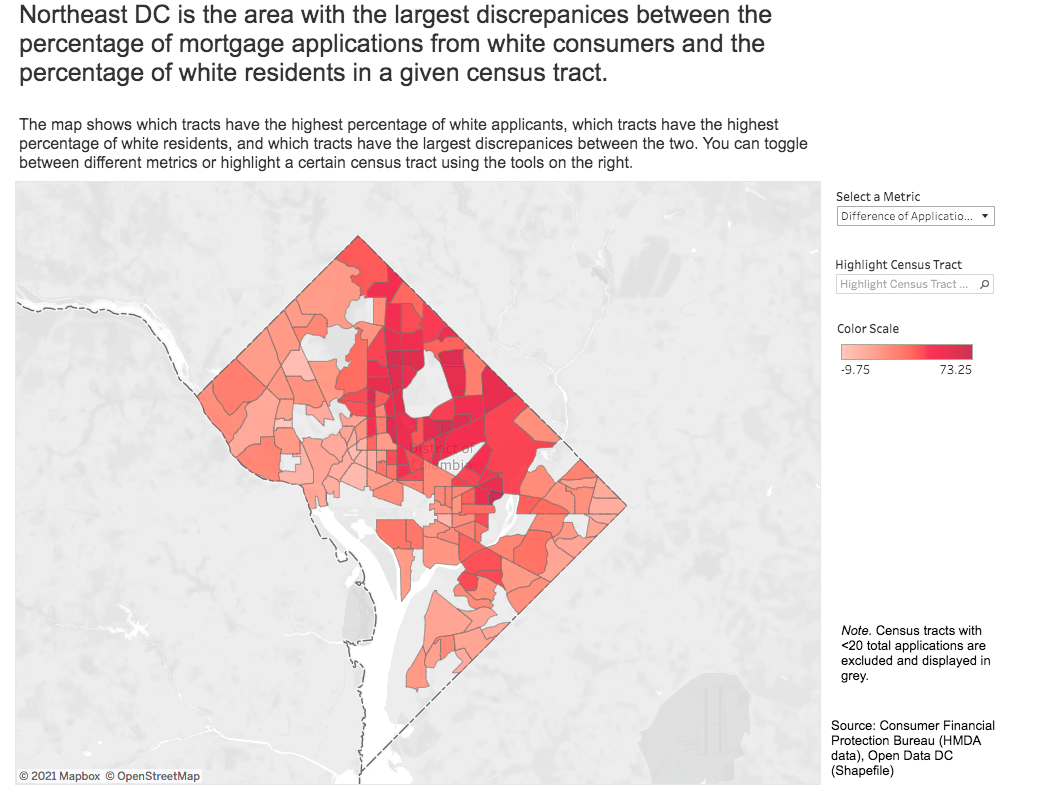 Northeast DC is the area with the largest discrepanices between the
percentage of mortgage applications from white consumers and the
percentage of white residents in a given census tract.
The map shows which tracts have the highest percentage of white applicants, which tracts have the highest
percentage of white residents, and which tracts have the largest discrepances between the two. You can toggle
between different metrics or highlight a certain census tract using the tools on the right.
Select a Metric
Difference of Applicatio...
Highlight Census Tract
Highlight Census Tract ...
Color Scale
-9.75 73.25
District of
Columbia
Note. Census tracts with
<20 total applications are
excluded and displayed in
grey.
Source: Consumer Financial
Protection Bureau (HMDA
data), Open Data DC
(Shapefile)
© 2021 Mapbox © OpenStreetMap